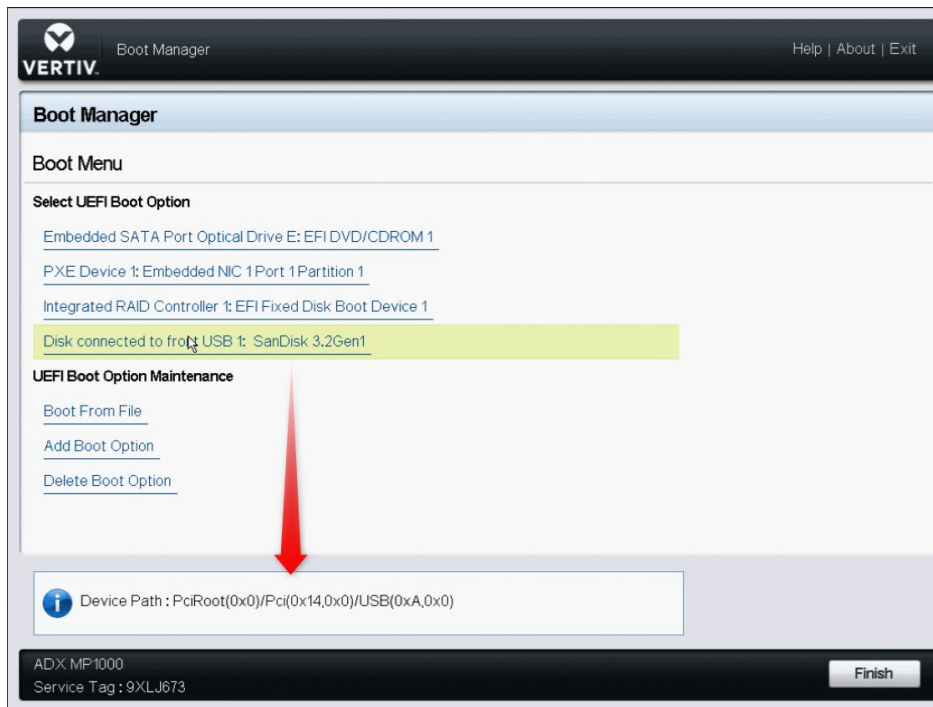 VERTIV.
Boot Manager
Help | About | Exit
Boot Manager
Boot Menu
Select UEFI Boot Option
Embedded SATA Port Optical Drive E: EFI DVD/CDROM 1
PXE Device 1: Embedded NIC 1 Port 1 Partition 1
Integrated RAID Controller 1: EFI Fixed Disk Boot Device 1
Disk connected to front USB 1: SanDisk 3.2Gen1
UEFI Boot Option Maintenance
Boot From File
Add Boot Option
Delete Boot Option
Device Path : PciRoot(0x0)/Pci(0x14,0x0)/USB(0xA,0x0)
ADX MP1000
Service Tag : 9XLJ673
Finish